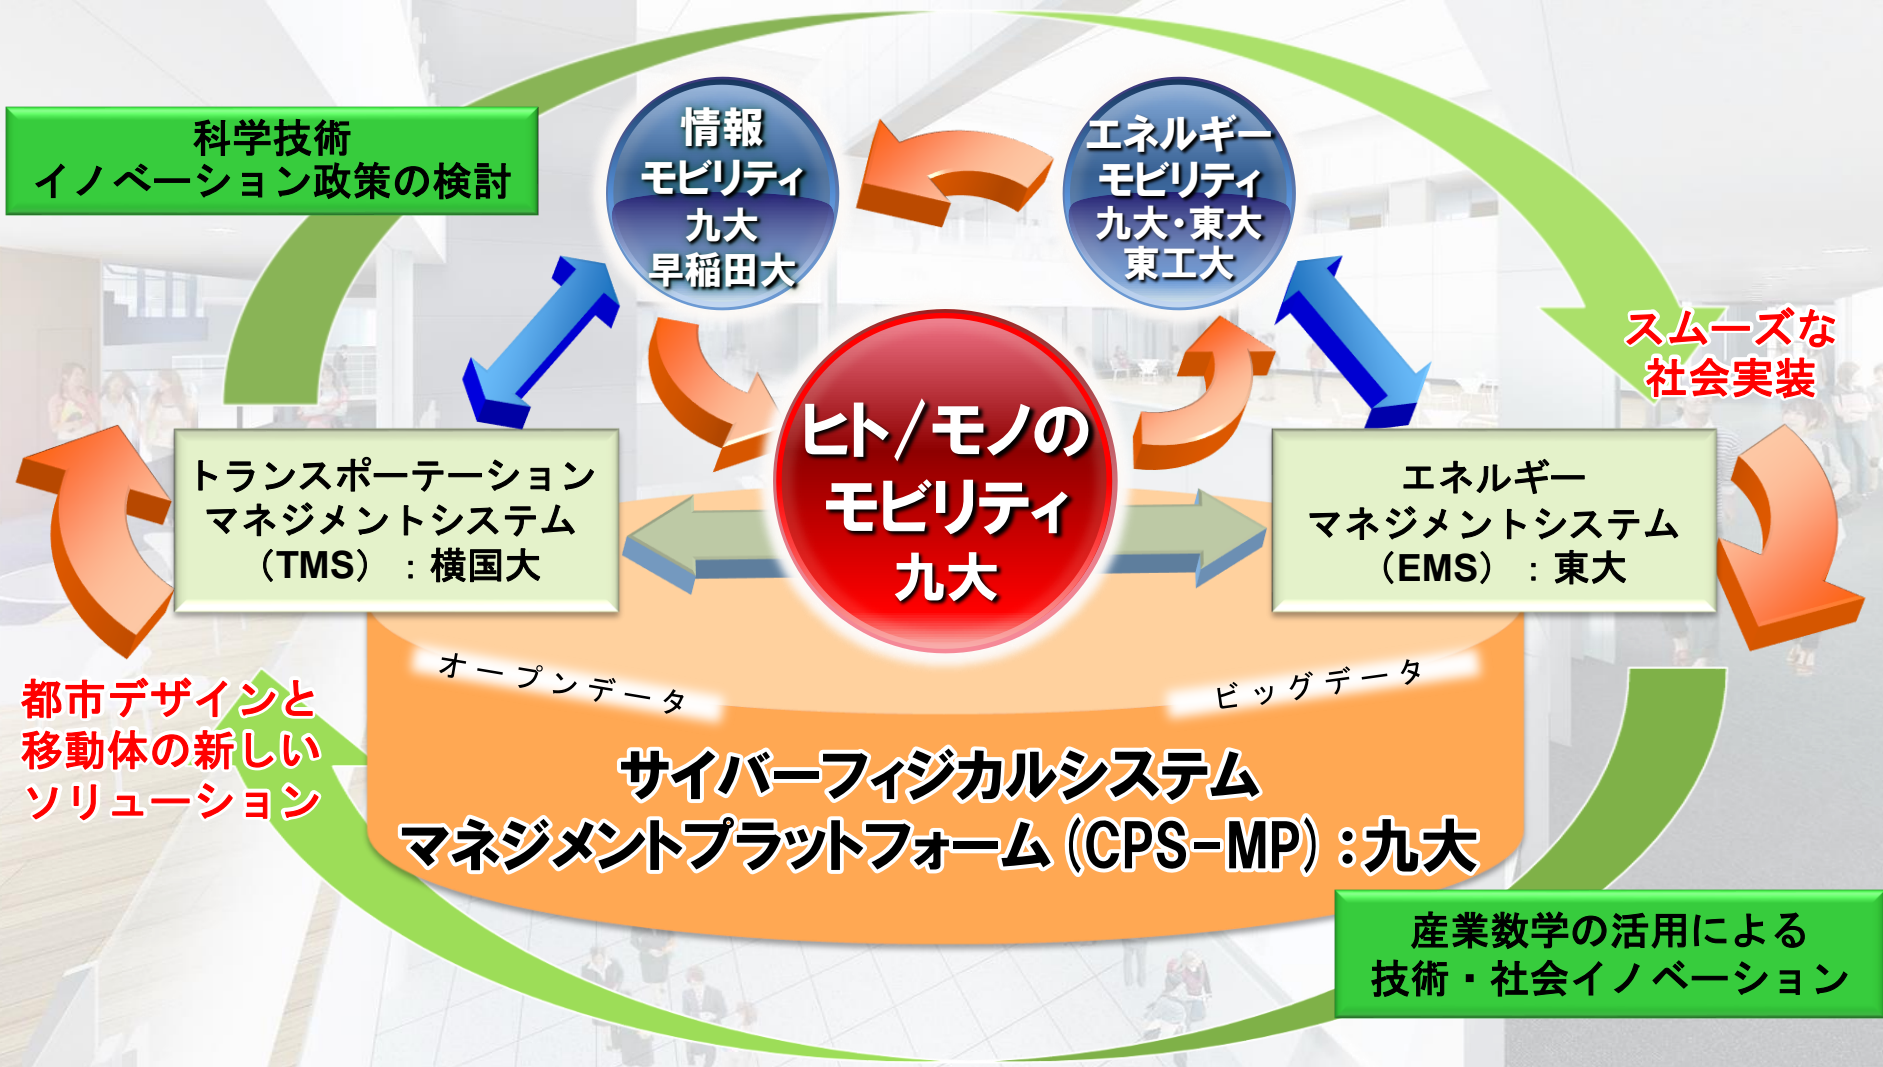 科学技術
イノベーション政策の検討
情報
モビリティ
九大
早稲田大
エネルギー
モビリティ
九大・東大
東工大
スムーズな
社会実装
ヒト/モノの
モビリティ
九大
トランスポーテーション
マネジメントシステム
（TMS）：横国大
エネルギー
マネジメントシステム
（EMS）：東大
オープンデータ
ビッグデータ
都市デザインと
移動体の新しい
ソリューション
サイバーフィジカルシステム
マネジメントプラットフォーム(CPS-MP)：九大
産業数学の活用による
技術・社会イノベーション